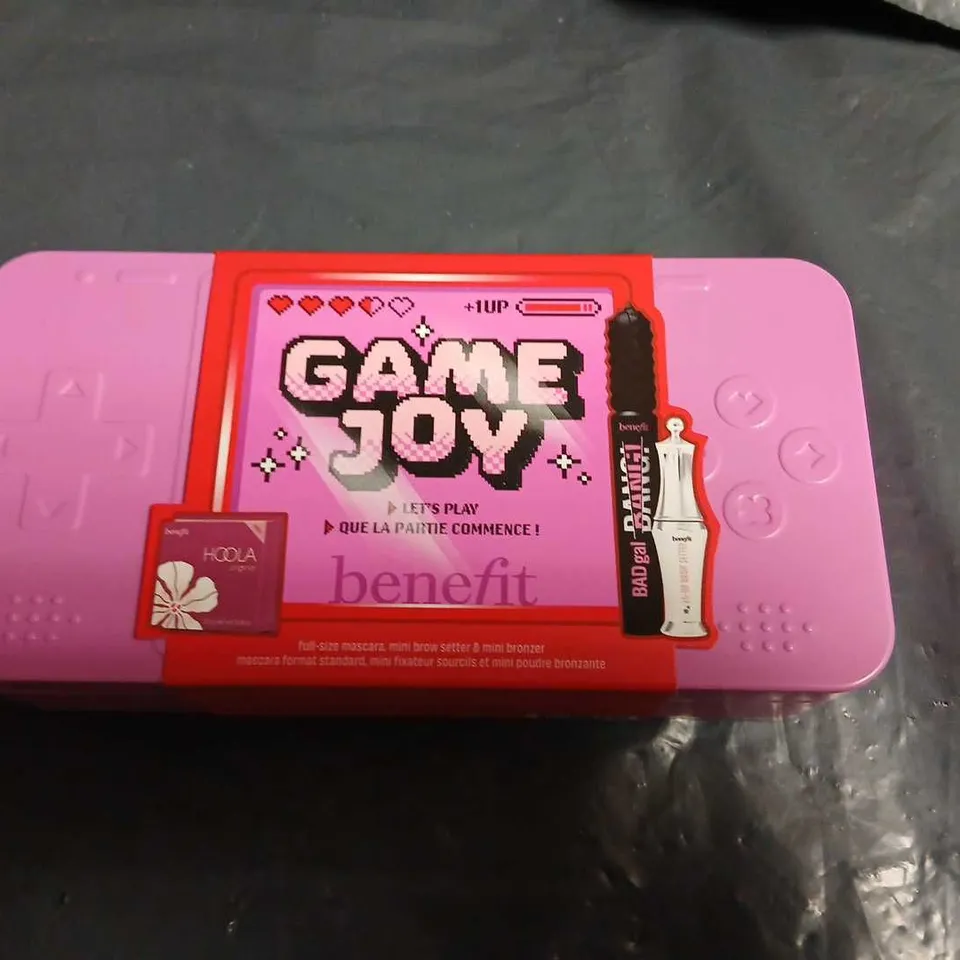 +1UP
GAME
JOY
LET'S PLAY
QUE LA PARTIE COMMENCE !
benefit
full-size mascara, mini brow setter & mini bronzer
mascara format standard, mini fixateur sourcils et mini poudre bronzante
benefit
HOOLA
benefit
BADgal BANG!
benefit